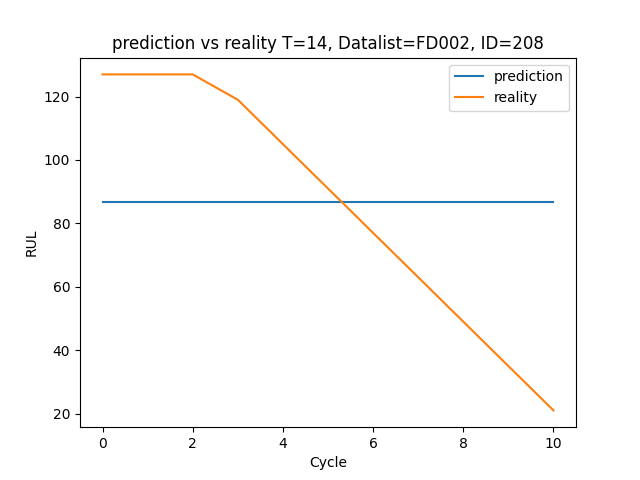 prediction vs reality T=14, Datalist=FD002, ID=208
prediction
reality
120
100
80
60
40
20
RUL
0 2 4 6 8 10
Cycle